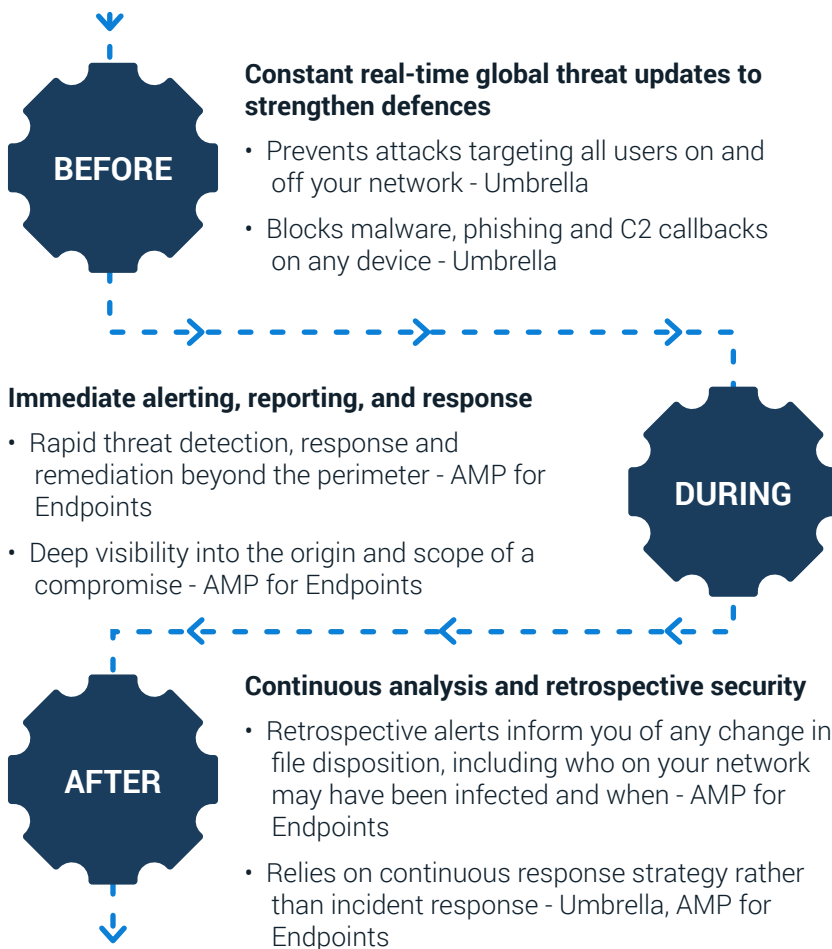 BEFORE
Constant real-time global threat updates to
strengthen defences
• Prevents attacks targeting all users on and
off your network - Umbrella
• Blocks malware, phishing and C2 callbacks
on any device - Umbrella
Immediate alerting, reporting, and response
• Rapid threat detection, response and
remediation beyond the perimeter - AMP for
Endpoints
• Deep visibility into the origin and scope of a
compromise - AMP for Endpoints
DURING
AFTER
Continuous analysis and retrospective security
• Retrospective alerts inform you of any change in
file disposition, including who on your network
may have been infected and when - AMP for
Endpoints
• Relies on continuous response strategy rather
than incident response - Umbrella, AMP for
Endpoints